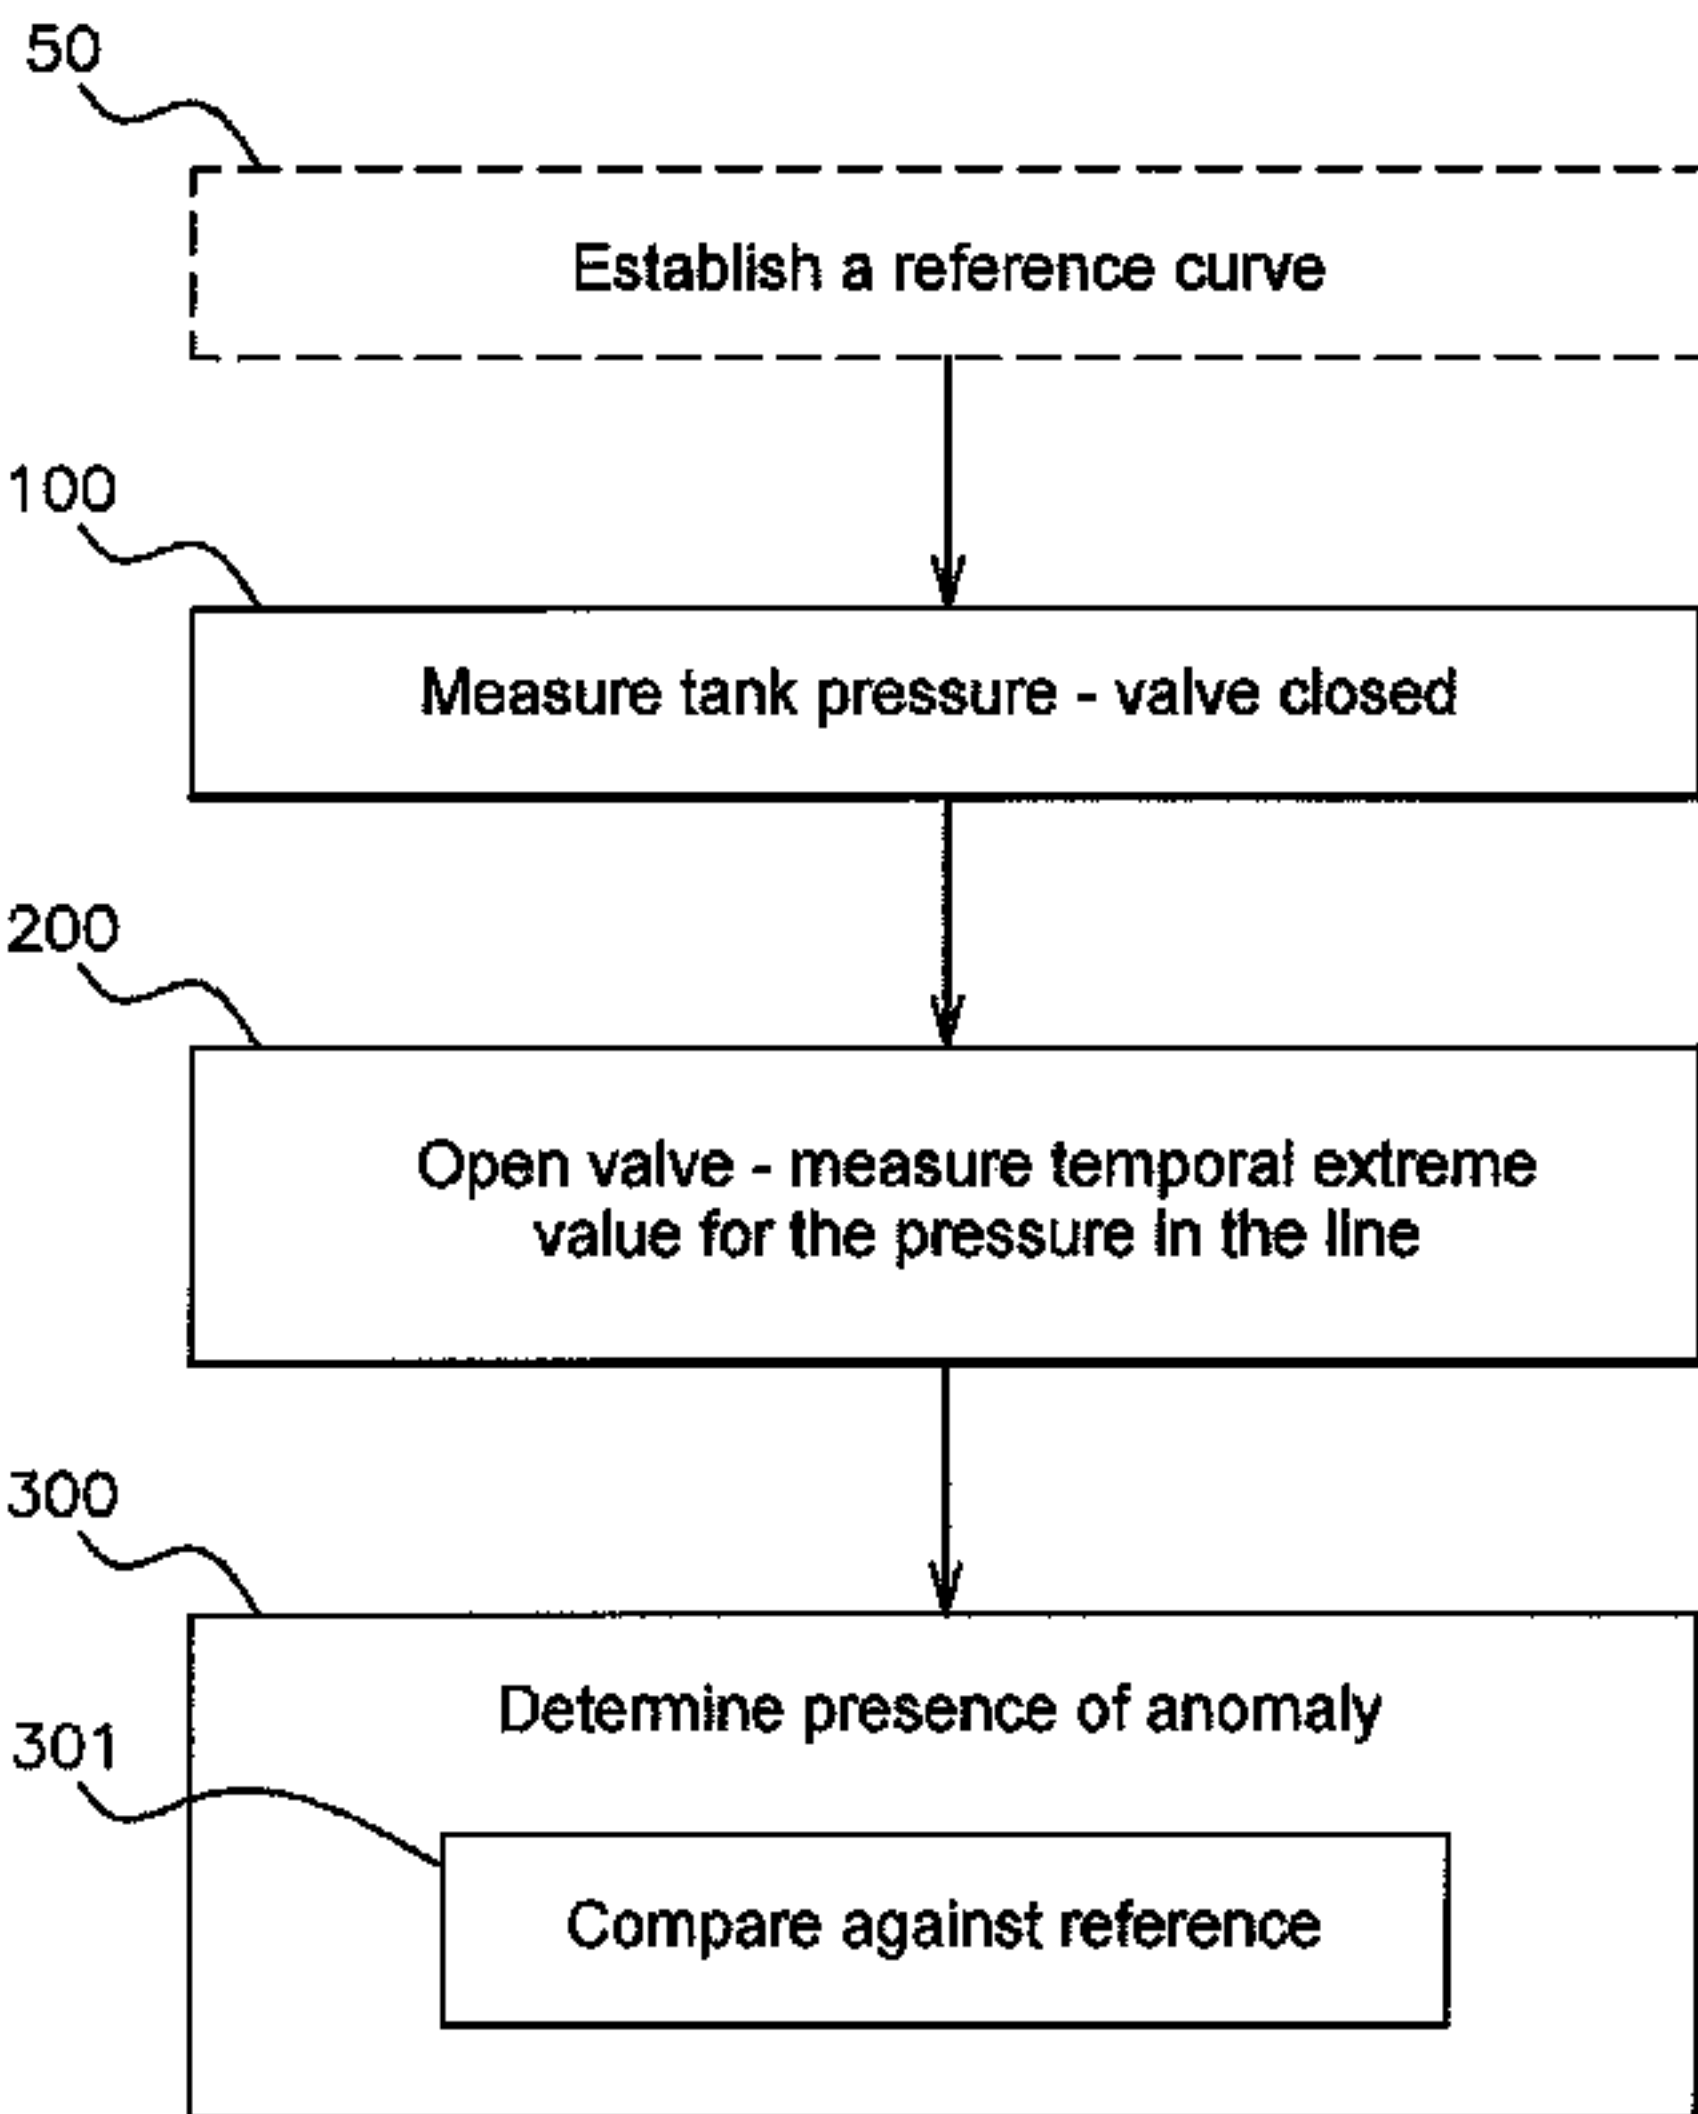 50
Establish a reference curve
100
Measure tank pressure - valve closed
200
Open valve - measure temporal extreme
value for the pressure in the line
300
Determine presence of anomaly
301
Compare against reference